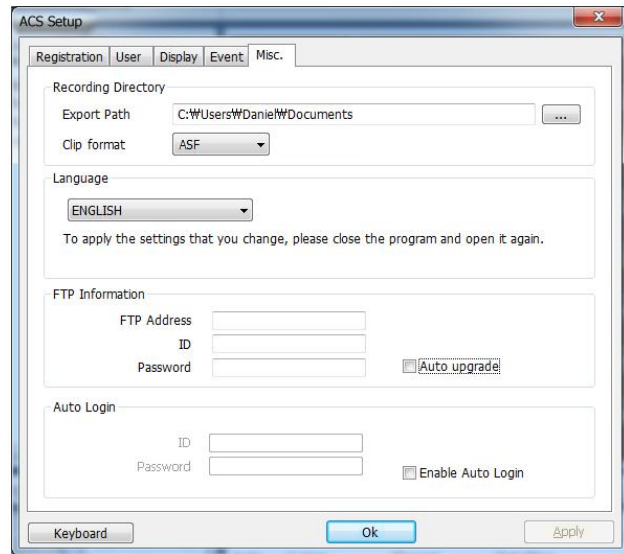 ACS Setup
Registration User Display Event Misc.
Recording Directory
Export Path C:₩Users₩Daniel₩Documents ...
Clip format ASF
Language
ENGLISH
To apply the settings that you change, please close the program and open it again.
FTP Information
FTP Address
ID
Password Auto upgrade
Auto Login
ID
Password Enable Auto Login
Keyboard Ok Apply